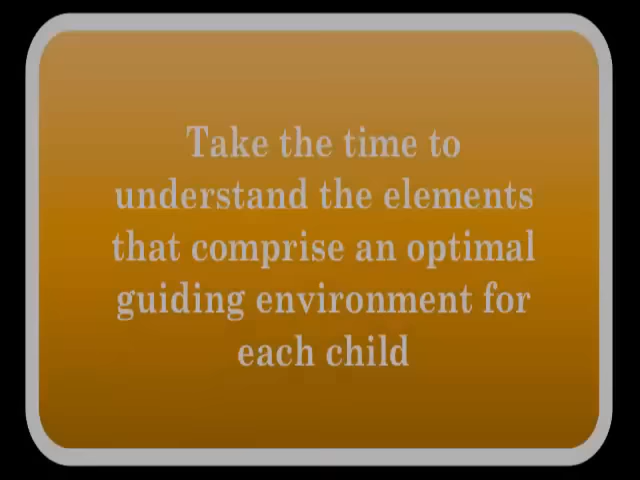 Take the time to
understand the elements
that comprise an optimal
guiding environment for
each child